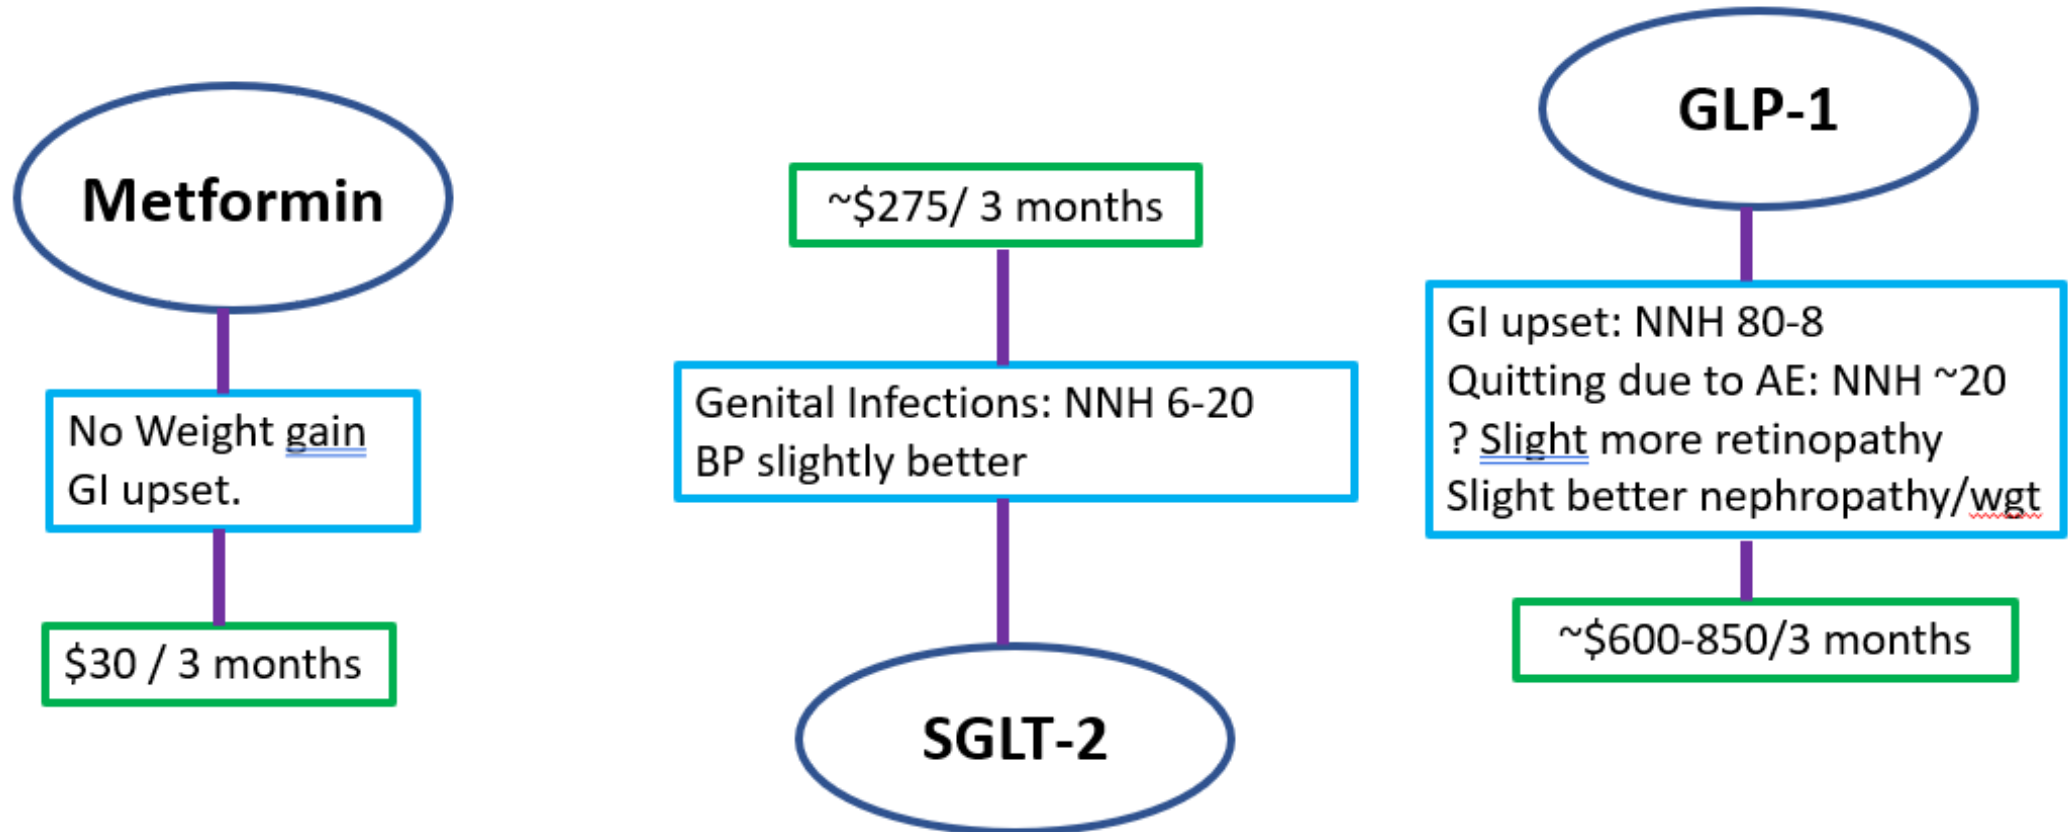 Metformin
No Weight gain
GI upset.
$30 / 3 months
~$275/ 3 months
Genital Infections: NNH 6-20
BP slightly better
SGLT-2
GLP-1
GI upset: NNH 80-8
Quitting due to AE: NNH ~20
? Slight more retinopathy
Slight better nephropathy/wgt
~$600-850/3 months